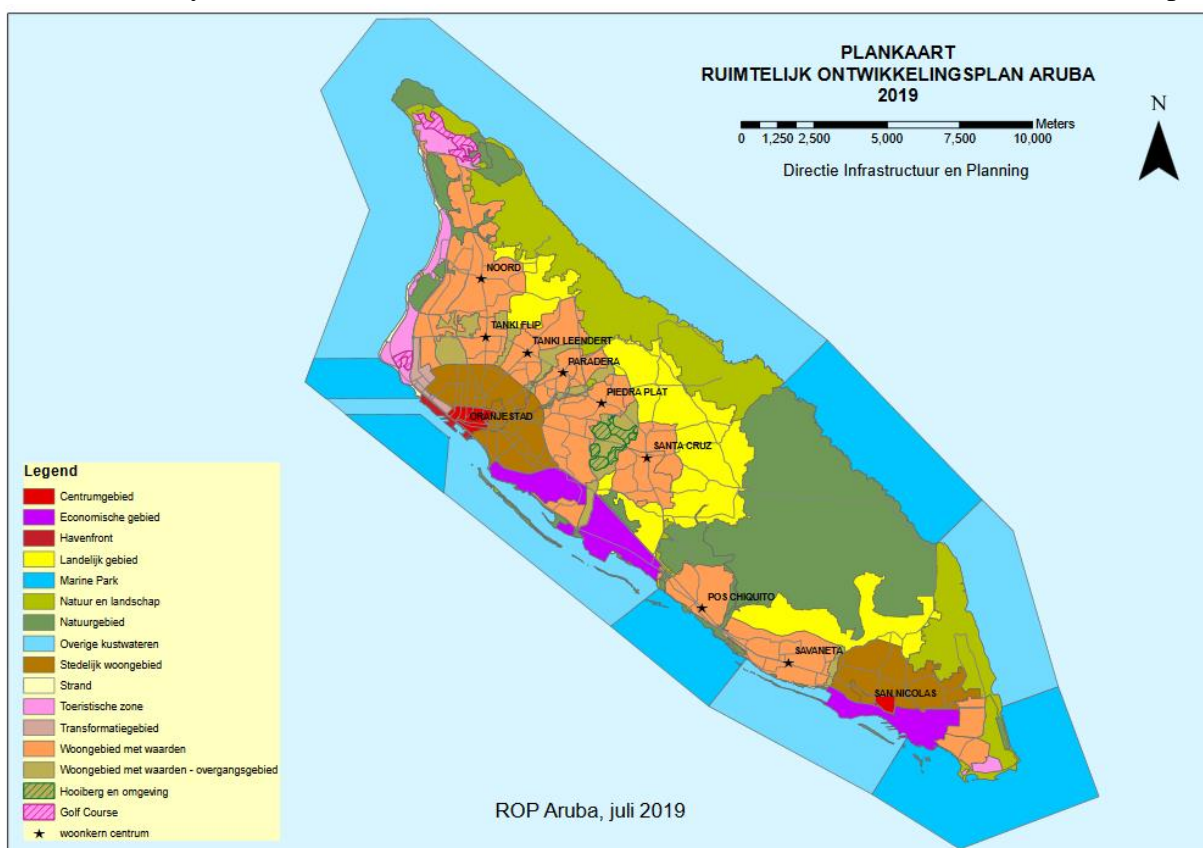 PLANKAART
RUIMTELIJK ONTWIKKELINGSPLAN ARUBA
2019
Meters
0 1,250 2,500 5,000 7,500 10,000
Directie Infrastructuur en Planning
N
NOORD
TANKI FLIP
TANKI LEENDERT
PARADERA
PIEDRA PLAT
ORANJESTAD
SANTA CRUZ
POS CHIQUITO
SAVANETA
SAN NICOLAS
Legend
Centrumgebied
Economische gebied
Havenfront
Landelijk gebied
Marine Park
Natuur en landschap
Natuurgebied
Overige kustwateren
Stedelijk woongebied
Strand
Toeristische zone
Transformatiegebied
Woongebied met waarden
Woongebied met waarden - overgangsgebied
Hooiberg en omgeving
Golf Course
woonkern centrum
ROP Aruba, juli 2019